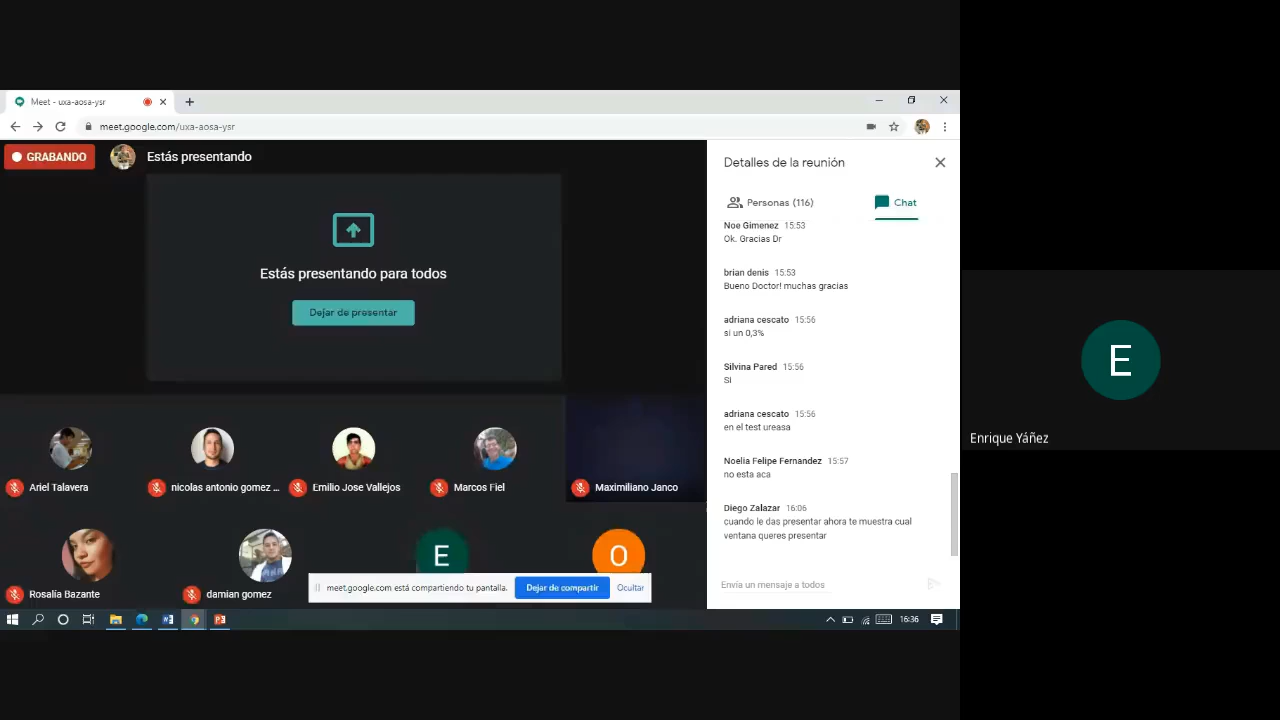 Meet - uxa-aosa-ysr
meet.google.com/uxa-aosa-ysr
GRABANDO
Estás presentando
Estás presentando para todos
Dejar de presentar
Ariel Talavera
nicolas antonio gomez ...
Emilio Jose Vallejos
Marcos Fiel
Maximiliano Janco
E
O
Rosalia Bazante
damian gomez
meet.google.com está compartiendo tu pantalla.
Dejar de compartir
Ocultar
Detalles de la reunión
Personas (116)
Chat
Noe Gimenez 15:53
Ok. Gracias Dr
brian denis 15:53
Bueno Doctor! muchas gracias
adriana cescato 15:56
si un 0,3%
Silvina Pared 15:56
SI
adriana cescato 15:56
en el test ureasa
Noelia Felipe Fernandez 15:57
no esta aca
Diego Zalazar 16:06
cuando le das presentar ahora te muestra cual
ventana queres presentar
Envía un mensaje a todos
16:36
E
Enrique Yáñez